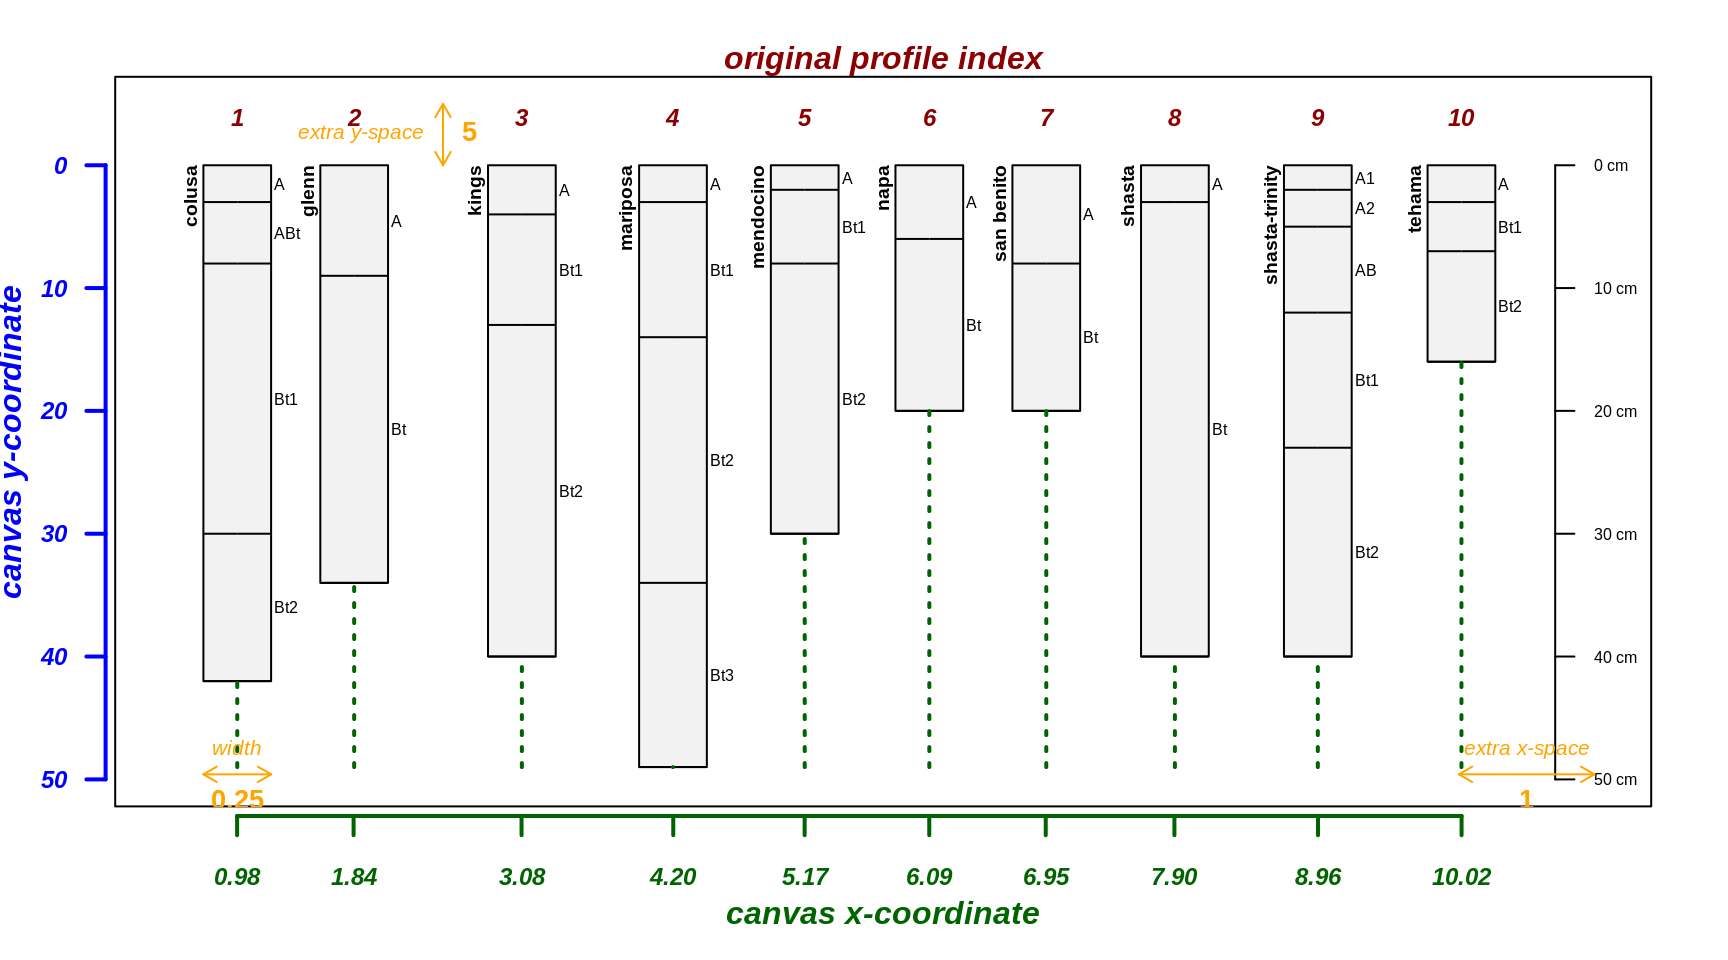 original profile index
1 2 3 4 5 6 7 8 9 10
extra y-space 5
canvas y-coordinate
0
10
20
30
40
50
colusa
A
ABt
Bt1
Bt2
glenn
A
Bt
kings
A
Bt1
Bt2
mariposa
A
Bt1
Bt2
Bt3
mendocino
A
Bt1
Bt2
napa
A
Bt
san benito
A
Bt
shasta
A
Bt
shasta-trinity
A1
A2
AB
Bt1
Bt2
tehama
A
Bt1
Bt2
0 cm
10 cm
20 cm
30 cm
40 cm
50 cm
width
0.25
extra x-space
1
0.98 1.84 3.08 4.20 5.17 6.09 6.95 7.90 8.96 10.02
canvas x-coordinate